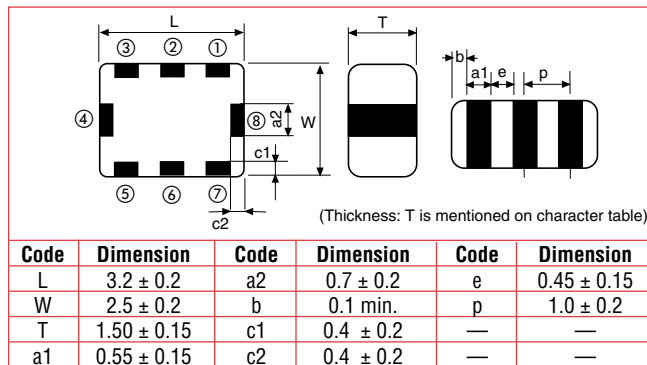 L
T
③ ② ①
b
a1 e
p
④
⑧
a2
W
c1
⑤ ⑥ ⑦
c2
(Thickness: T is mentioned on character table)
Code Dimension Code Dimension Code Dimension
L 3.2 ± 0.2 a2 0.7 ± 0.2 e 0.45 ± 0.15
W 2.5 ± 0.2 b 0.1 min. p 1.0 ± 0.2
T 1.50 ± 0.15 c1 0.4 ± 0.2 — —
a1 0.55 ± 0.15 c2 0.4 ± 0.2 — —